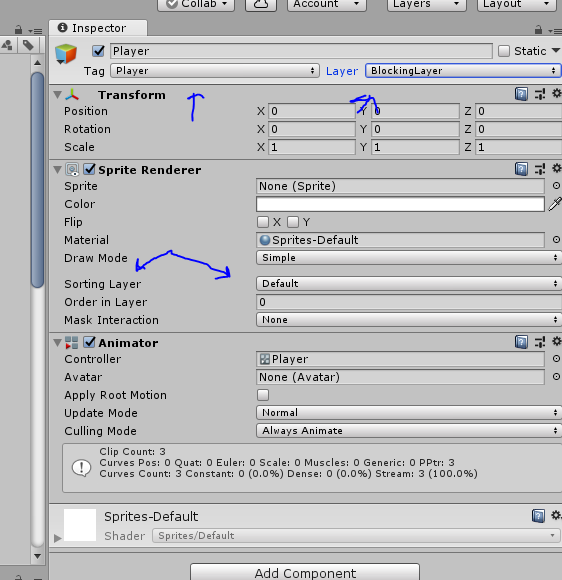 Collab
Account
Layers
Layout
Inspector
Player
Static
Tag Player Layer BlockingLayer
Transform
Position X 0 Y 0 Z 0
Rotation X 0 Y 0 Z 0
Scale X 1 Y 1 Z 1
Sprite Renderer
Sprite None (Sprite)
Color
Flip X Y
Material Sprites-Default
Draw Mode Simple
Sorting Layer Default
Order in Layer 0
Mask Interaction None
Animator
Controller Player
Avatar None (Avatar)
Apply Root Motion
Update Mode Normal
Culling Mode Always Animate
Clip Count: 3
Curves Pos: 0 Quat: 0 Euler: 0 Scale: 0 Muscles: 0 Generic: 0 PPtr: 3
Curves Count: 3 Constant: 0 (0.0%) Dense: 0 (0.0%) Stream: 3 (100.0%)
Sprites-Default
Shader Sprites/Default
Add Component